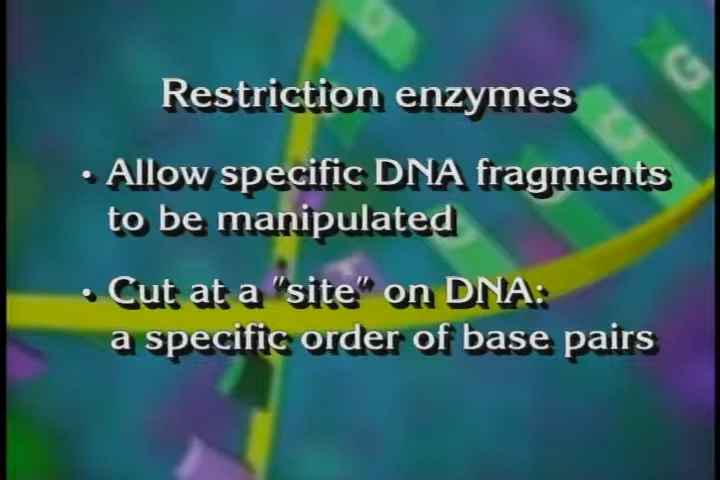 Restriction enzymes
• Allow specific DNA fragments
to be manipulated
• Cut at a "site" on DNA:
a specific order of base pairs